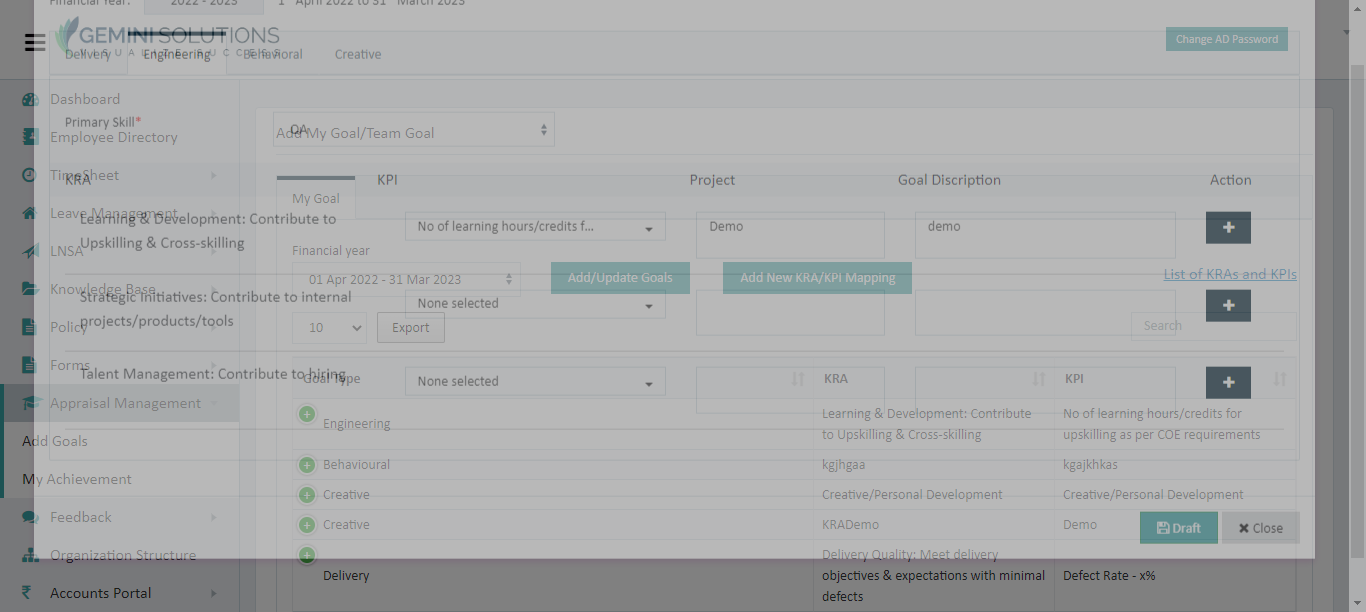 Financial Year:
2022 - 2023
1 April 2022 to 31 March 2023
GEMINI SOLUTIONS
VISUALIZE SUCCESS
Change AD Password
Delivery
Engineering
Behavioral
Creative
Dashboard
Employee Directory
TimeSheet
Leave Management
LNSA
Knowledge Base
Policy
Forms
Appraisal Management
Add Goals
My Achievement
Feedback
Organization Structure
Accounts Portal
Primary Skill*
QA
Add My Goal/Team Goal
KRA
KPI
Project
Goal Discription
Action
My Goal
Learning & Development: Contribute to
Upskilling & Cross-skilling
No of learning hours/credits f...
Demo
demo
Financial year
01 Apr 2022 - 31 Mar 2023
Add/Update Goals
Add New KRA/KPI Mapping
List of KRAs and KPIs
Strategic Initiatives: Contribute to internal
projects/products/tools
None selected
10
Export
Search
Talent Management: Contribute to hiring
None selected
Goal Type
KRA
KPI
Engineering
Learning & Development: Contribute
to Upskilling & Cross-skilling
No of learning hours/credits for
upskilling as per COE requirements
Behavioural
kgjhgaa
kgajkhkas
Creative
Creative/Personal Development
Creative/Personal Development
Creative
KRADemo
Demo
Draft
Close
Delivery
Delivery Quality: Meet delivery
objectives & expectations with minimal
defects
Defect Rate - x%